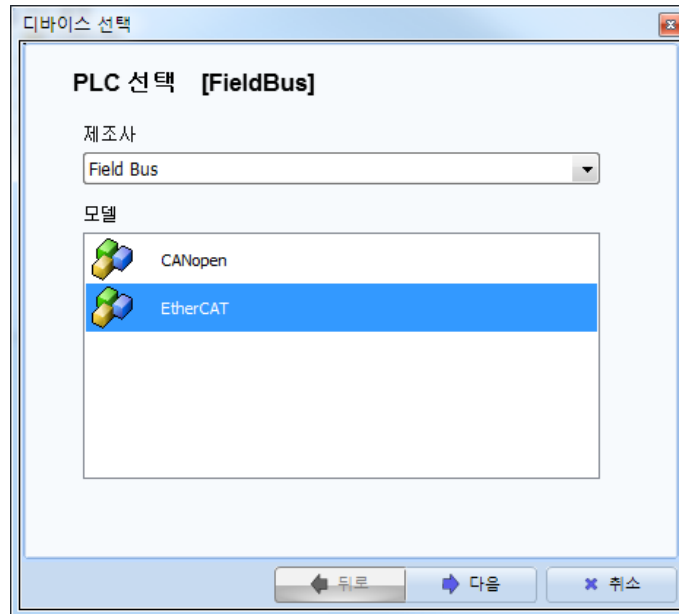 디바이스 선택
PLC 선택 [FieldBus]
제조사
Field Bus
모델
CANopen
EtherCAT
뒤로 다음 취소